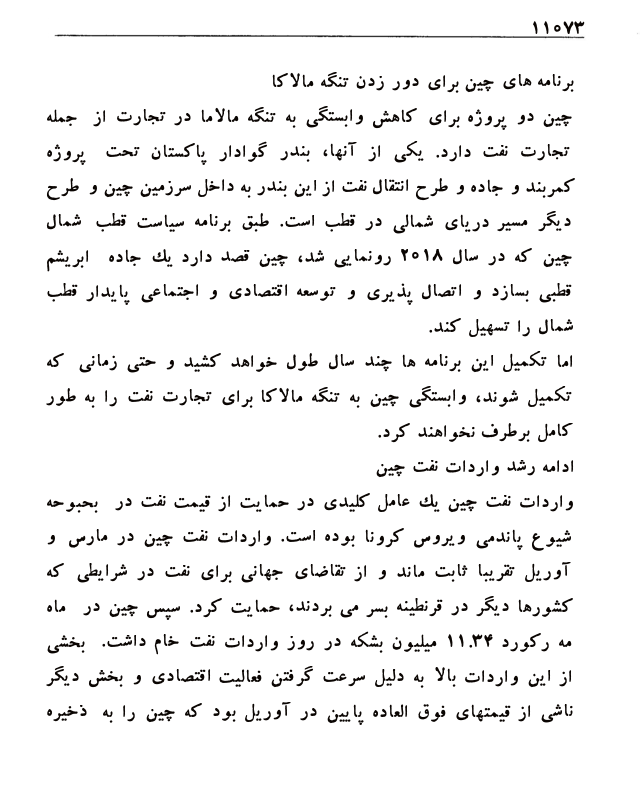 ۱۱۰۷۳
برنامه های چین برای دور زدن تنگه مالاکا
چین دو پروژه برای کاهش وابستگی به تنگه مالاما در تجارت از جمله
تجارت نفت دارد. یکی از آنها، بندر گوادار پاکستان تحت پروژه
کمربند و جاده و طرح انتقال نفت از این بندر به داخل سرزمین چین و طرح
دیگر مسیر دریای شمالی در قطب است. طبق برنامه سیاست قطب شمال
چین که در سال ۲۰۱۸ رونمایی شد، چین قصد دارد یك جاده ابریشم
قطبی بسازد و اتصال پذیری و توسعه اقتصادی و اجتماعی پایدار قطب
شمال را تسهیل کند.
اما تکمیل این برنامه ها چند سال طول خواهد کشید و حتی زمانی که
تکمیل شوند، وابستگی چین به تنگه مالاکا برای تجارت نفت را به طور
کامل برطرف نخواهند کرد.
ادامه رشد واردات نفت چین
واردات نفت چین یك عامل کلیدی در حمایت از قیمت نفت در بحبوحه
شیوع پاندمی ویروس کرونا بوده است. واردات نفت چین در مارس و
آوریل تقریبا ثابت ماند و از تقاضای جهانی برای نفت در شرایطی که
کشورها دیگر در قرنطینه بسر می بردند، حمایت کرد. سپس چین در ماه
مه رکورد ۱۱.۳۴ میلیون بشکه در روز واردات نفت خام داشت. بخشی
از این واردات بالا به دلیل سرعت گرفتن فعالیت اقتصادی و بخش دیگر
ناشی از قیمتهای فوق العاده پایین در آوریل بود که چین را به ذخیره